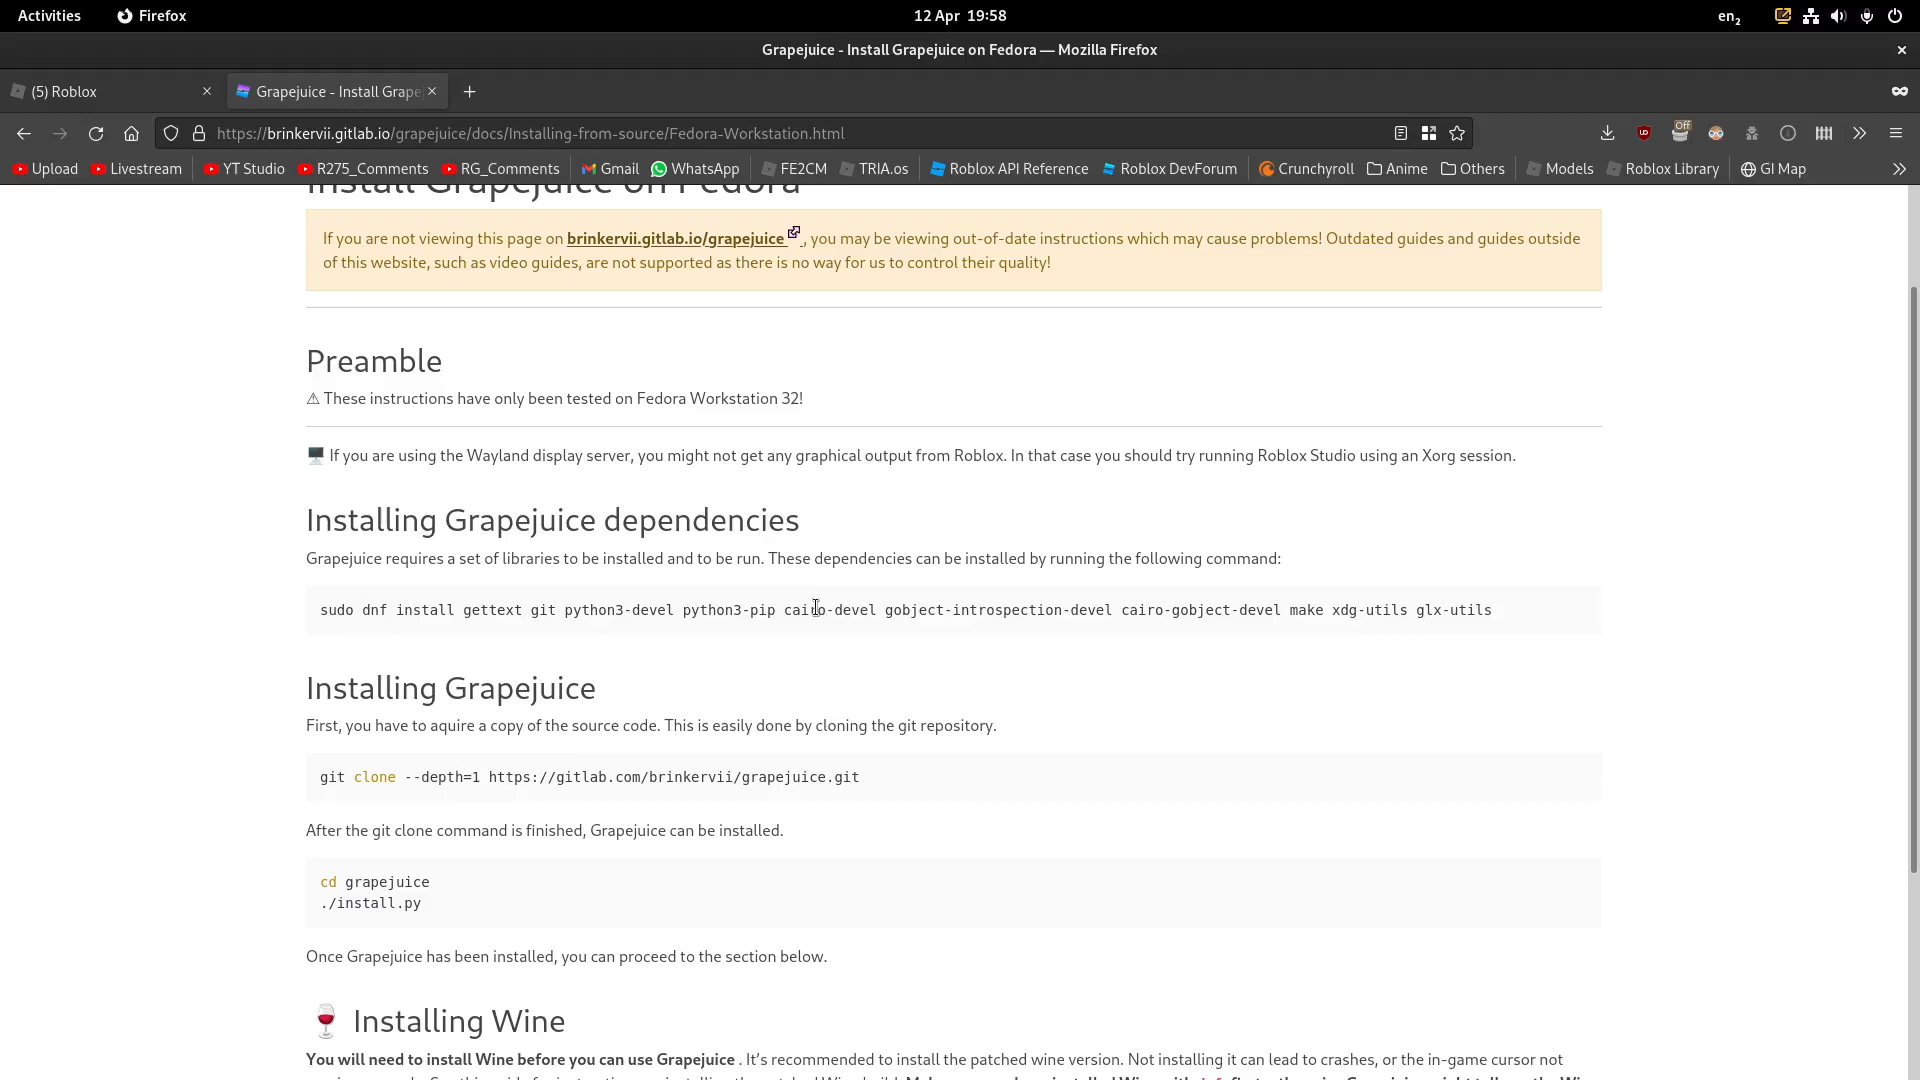 Activities Firefox 12 Apr 19:58 en2
Grapejuice - Install Grapejuice on Fedora — Mozilla Firefox
(5) Roblox Grapejuice - Install Grape
https://brinkervii.gitlab.io/grapejuice/docs/Installing-from-source/Fedora-Workstation.html Off
Upload Livestream YT Studio R275_Comments RG_Comments Gmail WhatsApp FE2CM TRIA.os Roblox API Reference Roblox DevForum Crunchyroll Anime Others Models Roblox Library GI Map
Install Grapejuice on Fedora
If you are not viewing this page on brinkervii.gitlab.io/grapejuice , you may be viewing out-of-date instructions which may cause problems! Outdated guides and guides outside
of this website, such as video guides, are not supported as there is no way for us to control their quality!
Preamble
⚠ These instructions have only been tested on Fedora Workstation 32!
🖥️ If you are using the Wayland display server, you might not get any graphical output from Roblox. In that case you should try running Roblox Studio using an Xorg session.
Installing Grapejuice dependencies
Grapejuice requires a set of libraries to be installed and to be run. These dependencies can be installed by running the following command:
sudo dnf install gettext git python3-devel python3-pip cairo-devel gobject-introspection-devel cairo-gobject-devel make xdg-utils glx-utils
Installing Grapejuice
First, you have to aquire a copy of the source code. This is easily done by cloning the git repository.
git clone --depth=1 https://gitlab.com/brinkervii/grapejuice.git
After the git clone command is finished, Grapejuice can be installed.
cd grapejuice
./install.py
Once Grapejuice has been installed, you can proceed to the section below.
🍷 Installing Wine
You will need to install Wine before you can use Grapejuice . It's recommended to install the patched wine version. Not installing it can lead to crashes, or the in-game cursor not